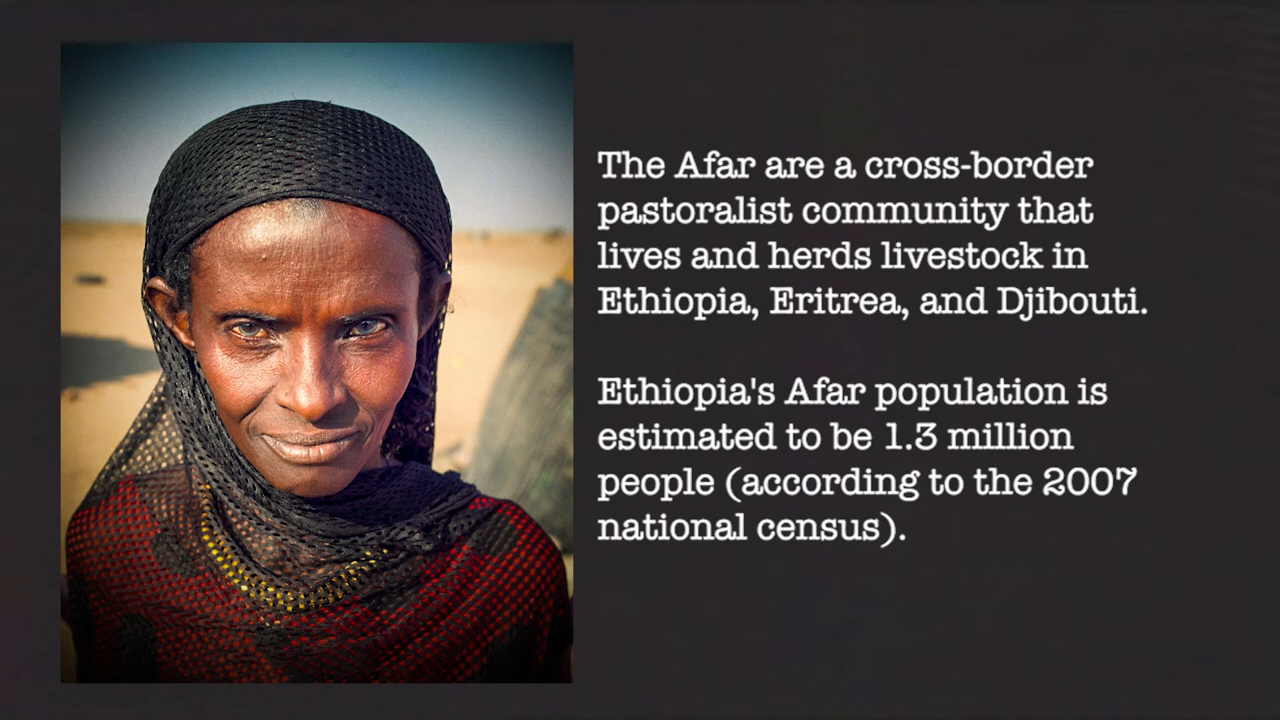 The Afar are a cross-border
pastoralist community that
lives and herds livestock in
Ethiopia, Eritrea, and Djibouti.
Ethiopia's Afar population is
estimated to be 1.3 million
people (according to the 2007
national census).